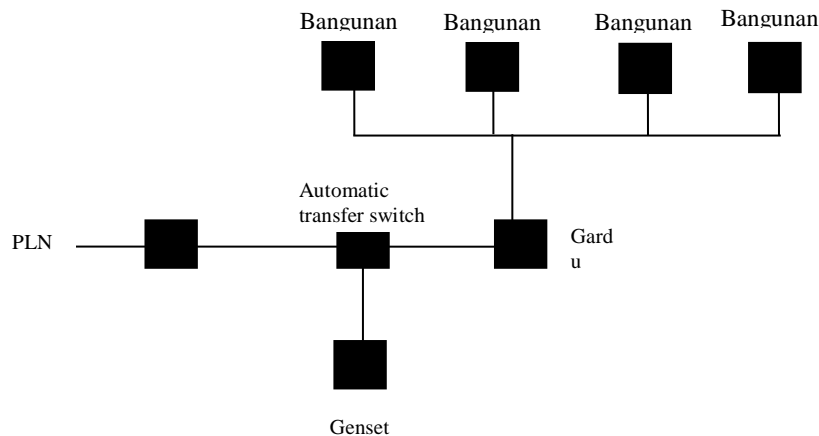 Bangunan
Bangunan
Bangunan
Bangunan
Automatic
transfer switch
PLN
Gard
u
Genset